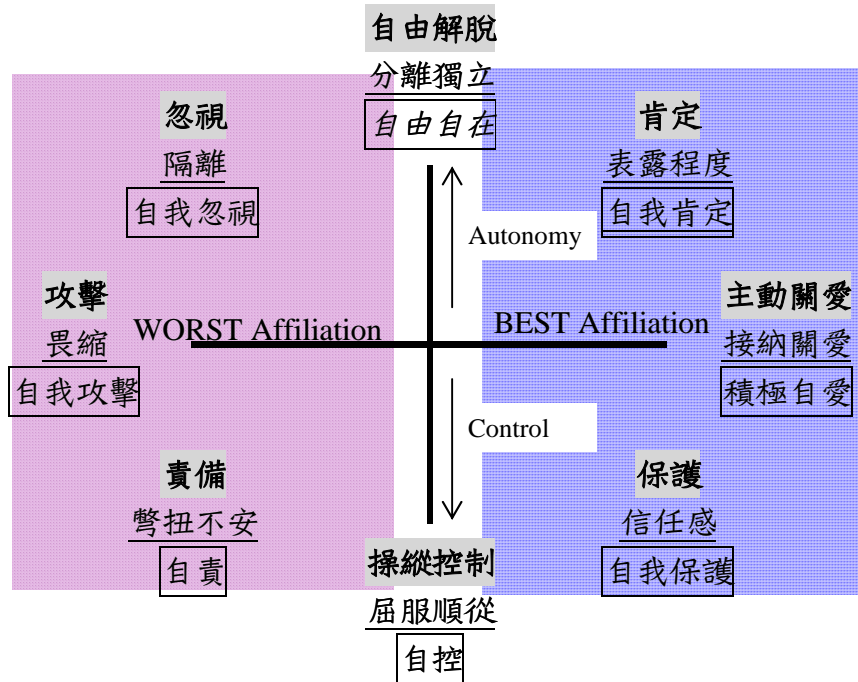 自由解脫
分離獨立
自由自在
忽視
隔離
自我忽視
肯定
表露程度
自我肯定
Autonomy
攻擊
畏縮
自我攻擊
WORST Affiliation
BEST Affiliation
主動關愛
接納關愛
積極自愛
Control
責備
彆扭不安
自責
保護
信任感
自我保護
操縱控制
屈服順從
自控